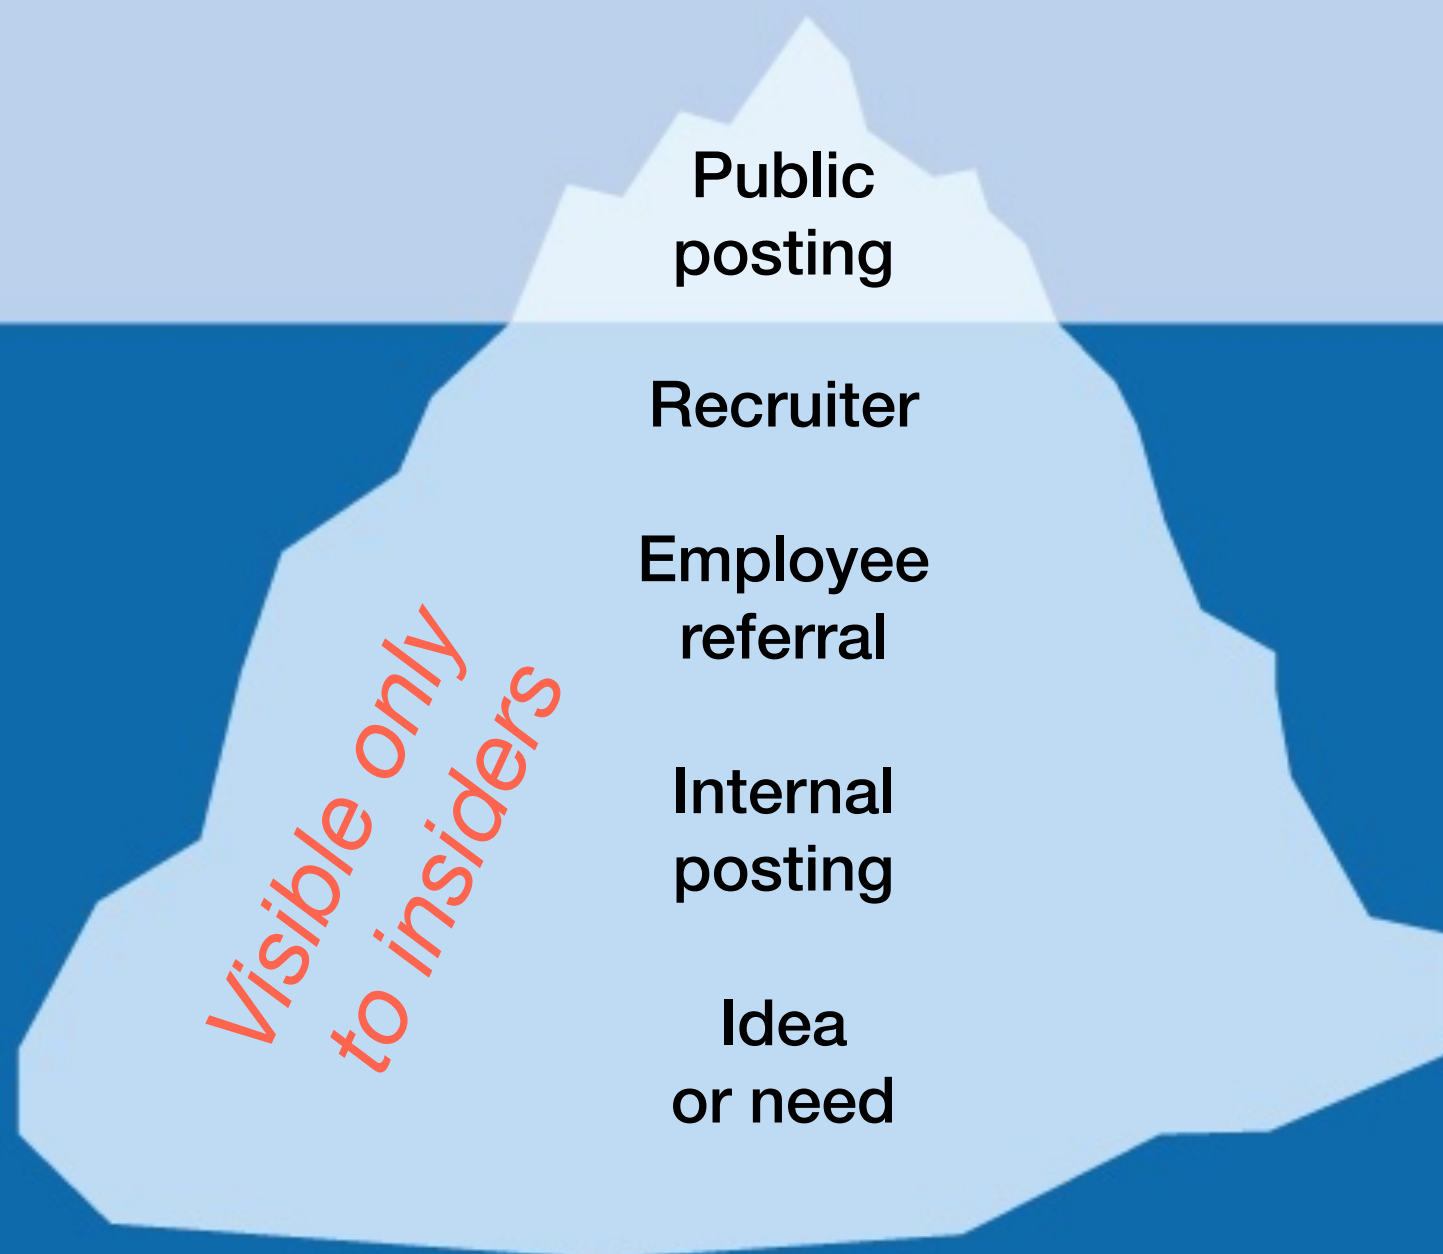 Public
posting
Recruiter
Employee
referral
Visible only
to insiders
Internal
posting
Idea
or need